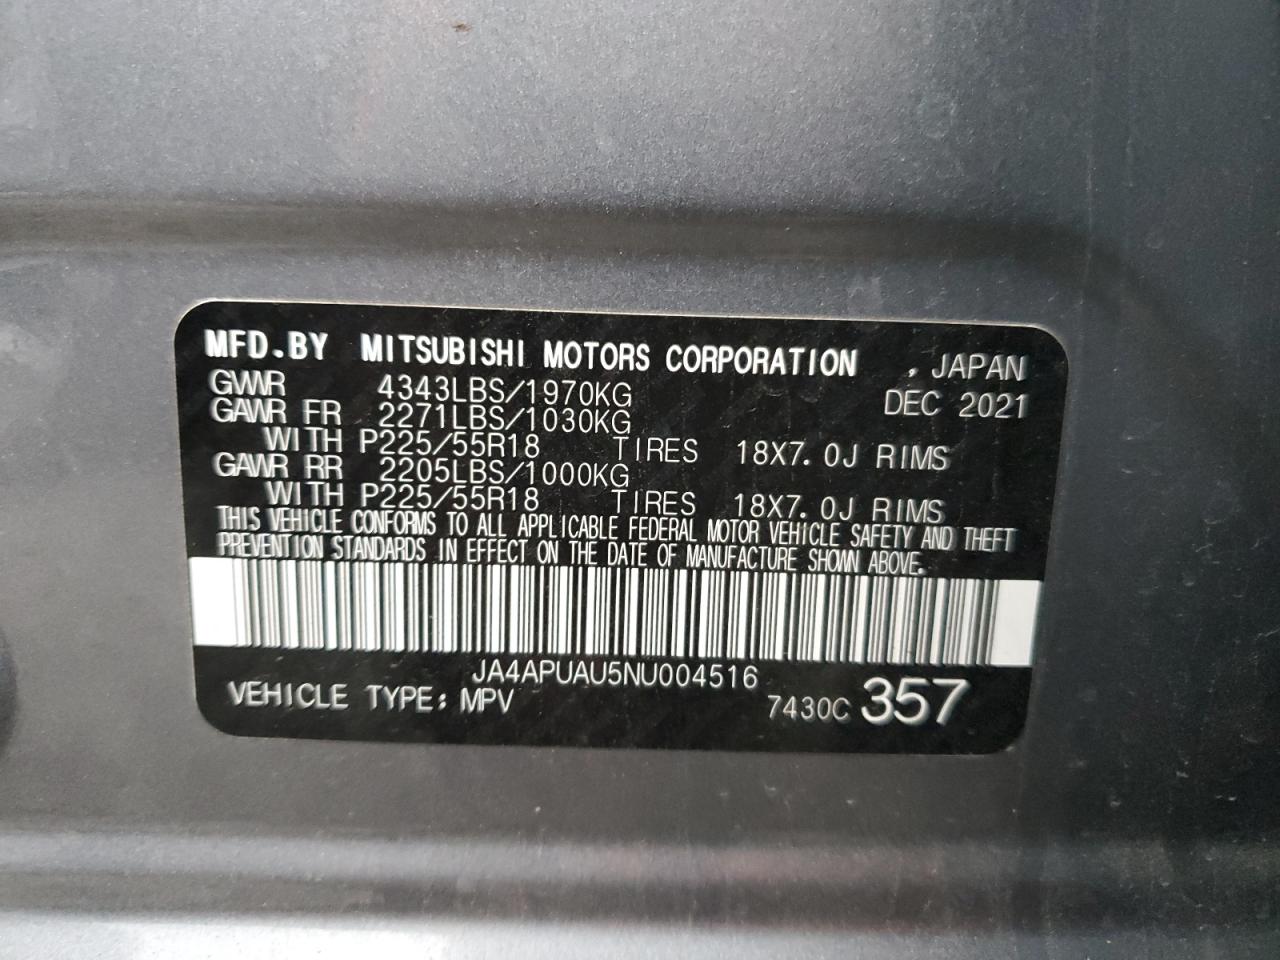 MFD.BY MITSUBISHI MOTORS CORPORATION , JAPAN
GVWR 4343LBS/1970KG DEC 2021
GAWR FR 2271LBS/1030KG
WITH P225/55R18 TIRES 18X7.0J RIMS
GAWR RR 2205LBS/1000KG
WITH P225/55R18 TIRES 18X7.0J RIMS
THIS VEHICLE CONFORMS TO ALL APPLICABLE FEDERAL MOTOR VEHICLE SAFETY AND THEFT
PREVENTION STANDARDS IN EFFECT ON THE DATE OF MANUFACTURE SHOWN ABOVE.
JA4APUAU5NU004516
VEHICLE TYPE: MPV 7430C 357